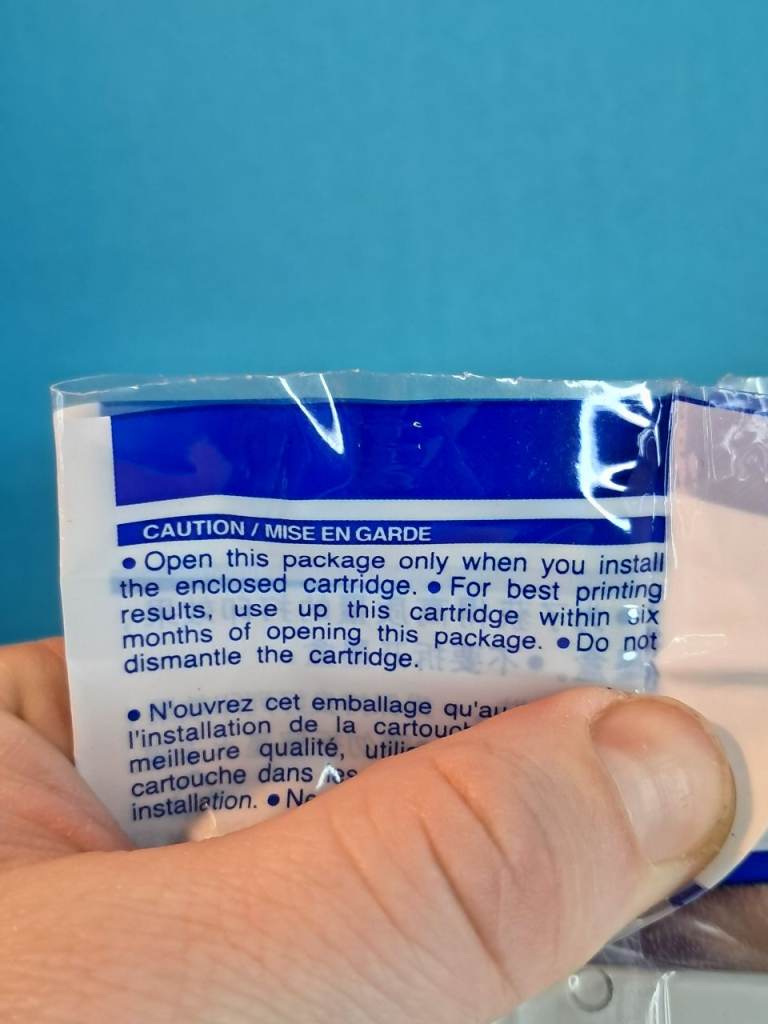 CAUTION / MISE EN GARDE
• Open this package only when you install
the enclosed cartridge. • For best printing
results, use up this cartridge within six
months of opening this package. • Do not
dismantle the cartridge.
• N'ouvrez cet emballage
l'installation de la
meilleure qualité,
cartouche dans
installation. •